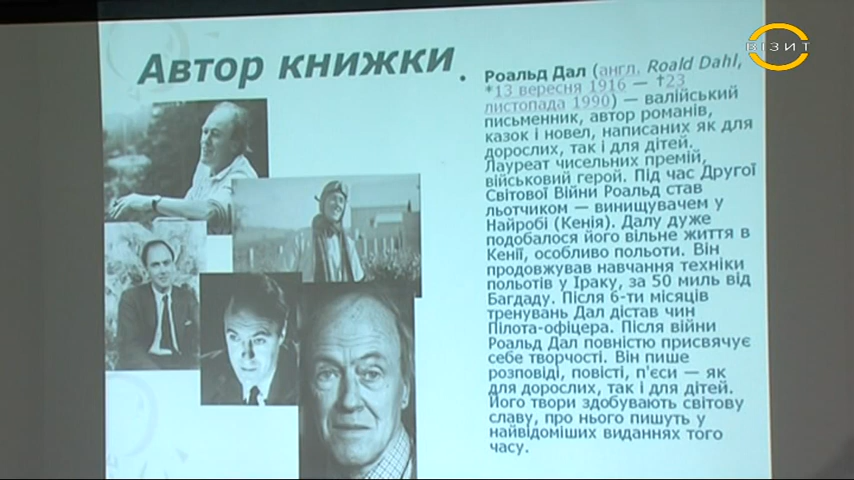 ВІЗИТ
Автор книжки
Роальд Дал (англ. Roald Dahl,
*13 вересня 1916 — †23
листопада 1990) — валійський
письменник, автор романів,
казок і новел, написаних як для
дорослих, так і для дітей.
Лауреат чисельних премій,
військовий герой. Під час Другої
Світової Війни Роальд став
льотчиком — винищувачем у
Найробі (Кенія). Далу дуже
подобалося його вільне життя в
Кенії, особливо польоти. Він
продовжував навчання техніки
польотів у Іраку, за 50 миль від
Багдаду. Після 6-ти місяців
тренувань Дал дістав чин
Пілота-офіцера. Після війни
Роальд Дал повністю присвячує
себе творчості. Він пише
розповіді, повісті, п'єси — як
для дорослих, так і для дітей.
Його твори здобувають світову
славу, про нього пишуть у
найвідоміших виданнях того
часу.